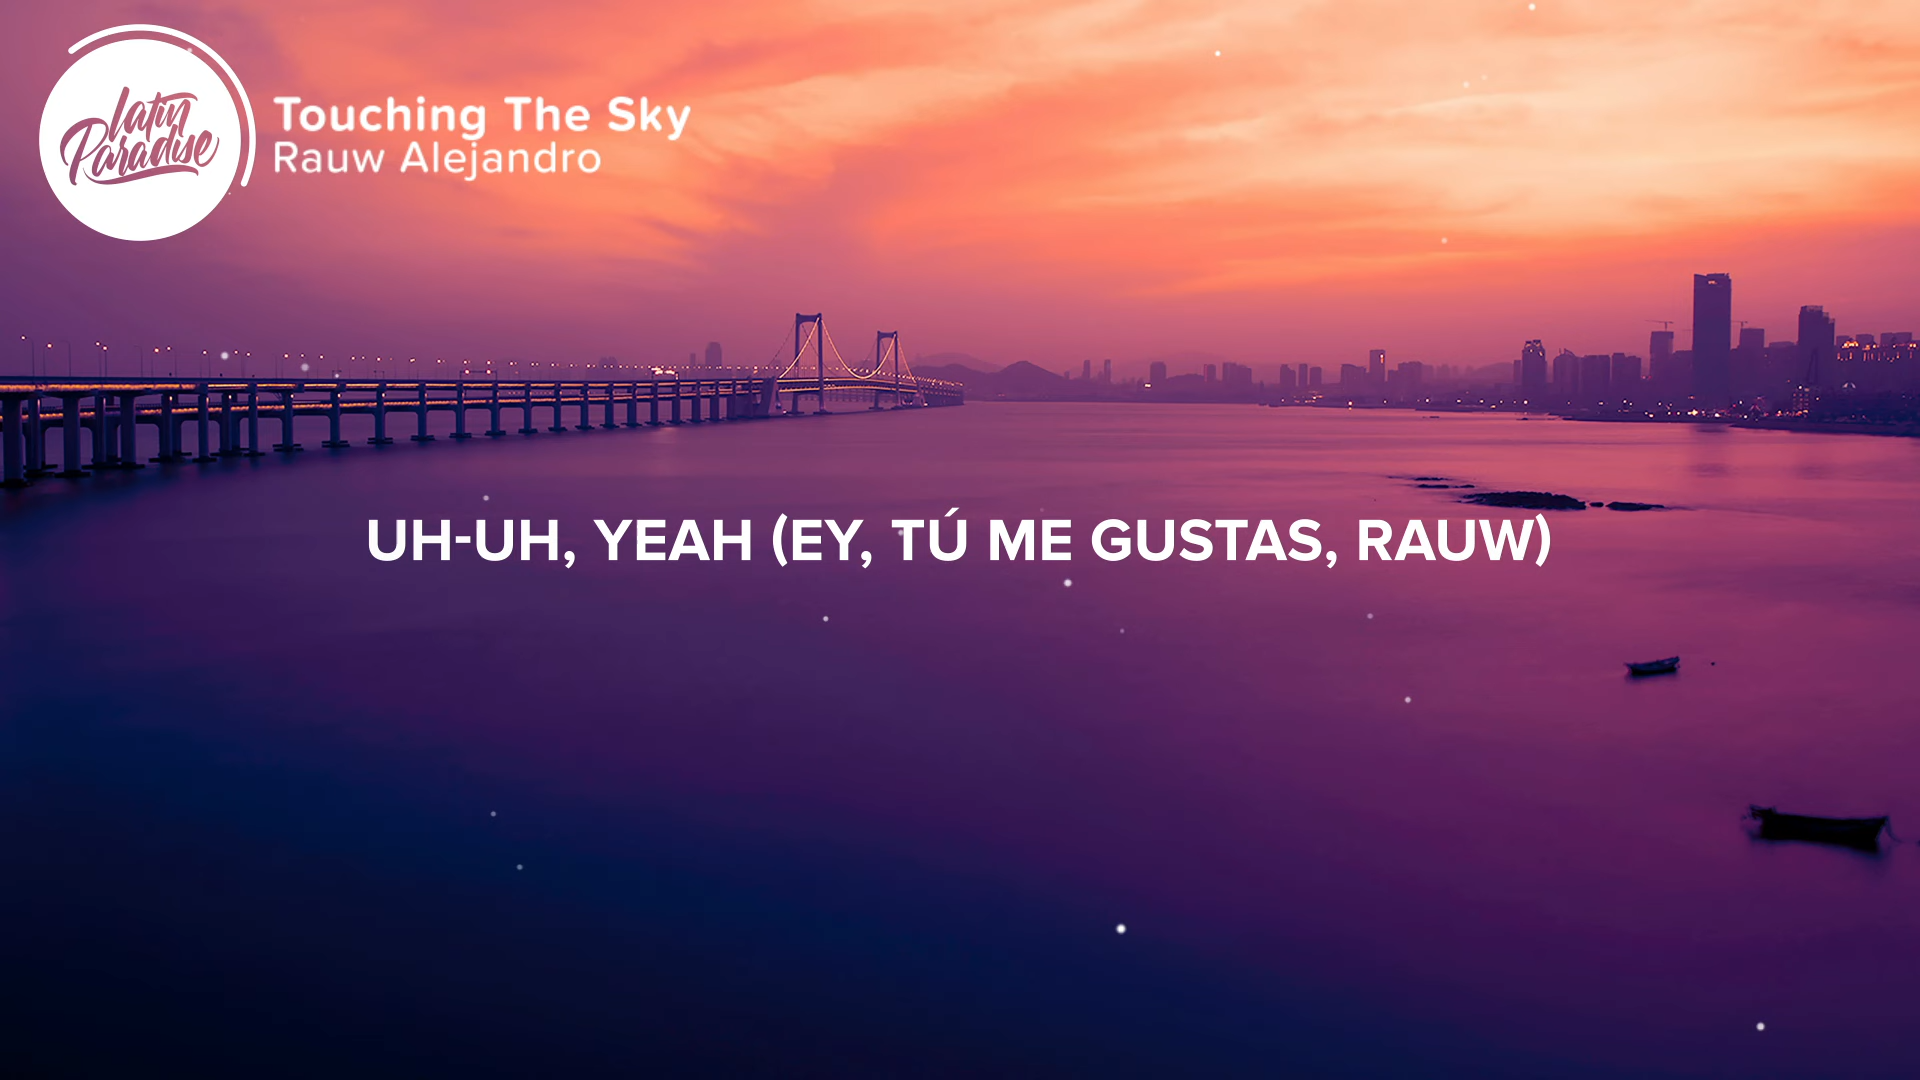 latin
Paradise
Touching The Sky
Rauw Alejandro
UH-UH, YEAH (EY, TÚ ME GUSTAS, RAUW)